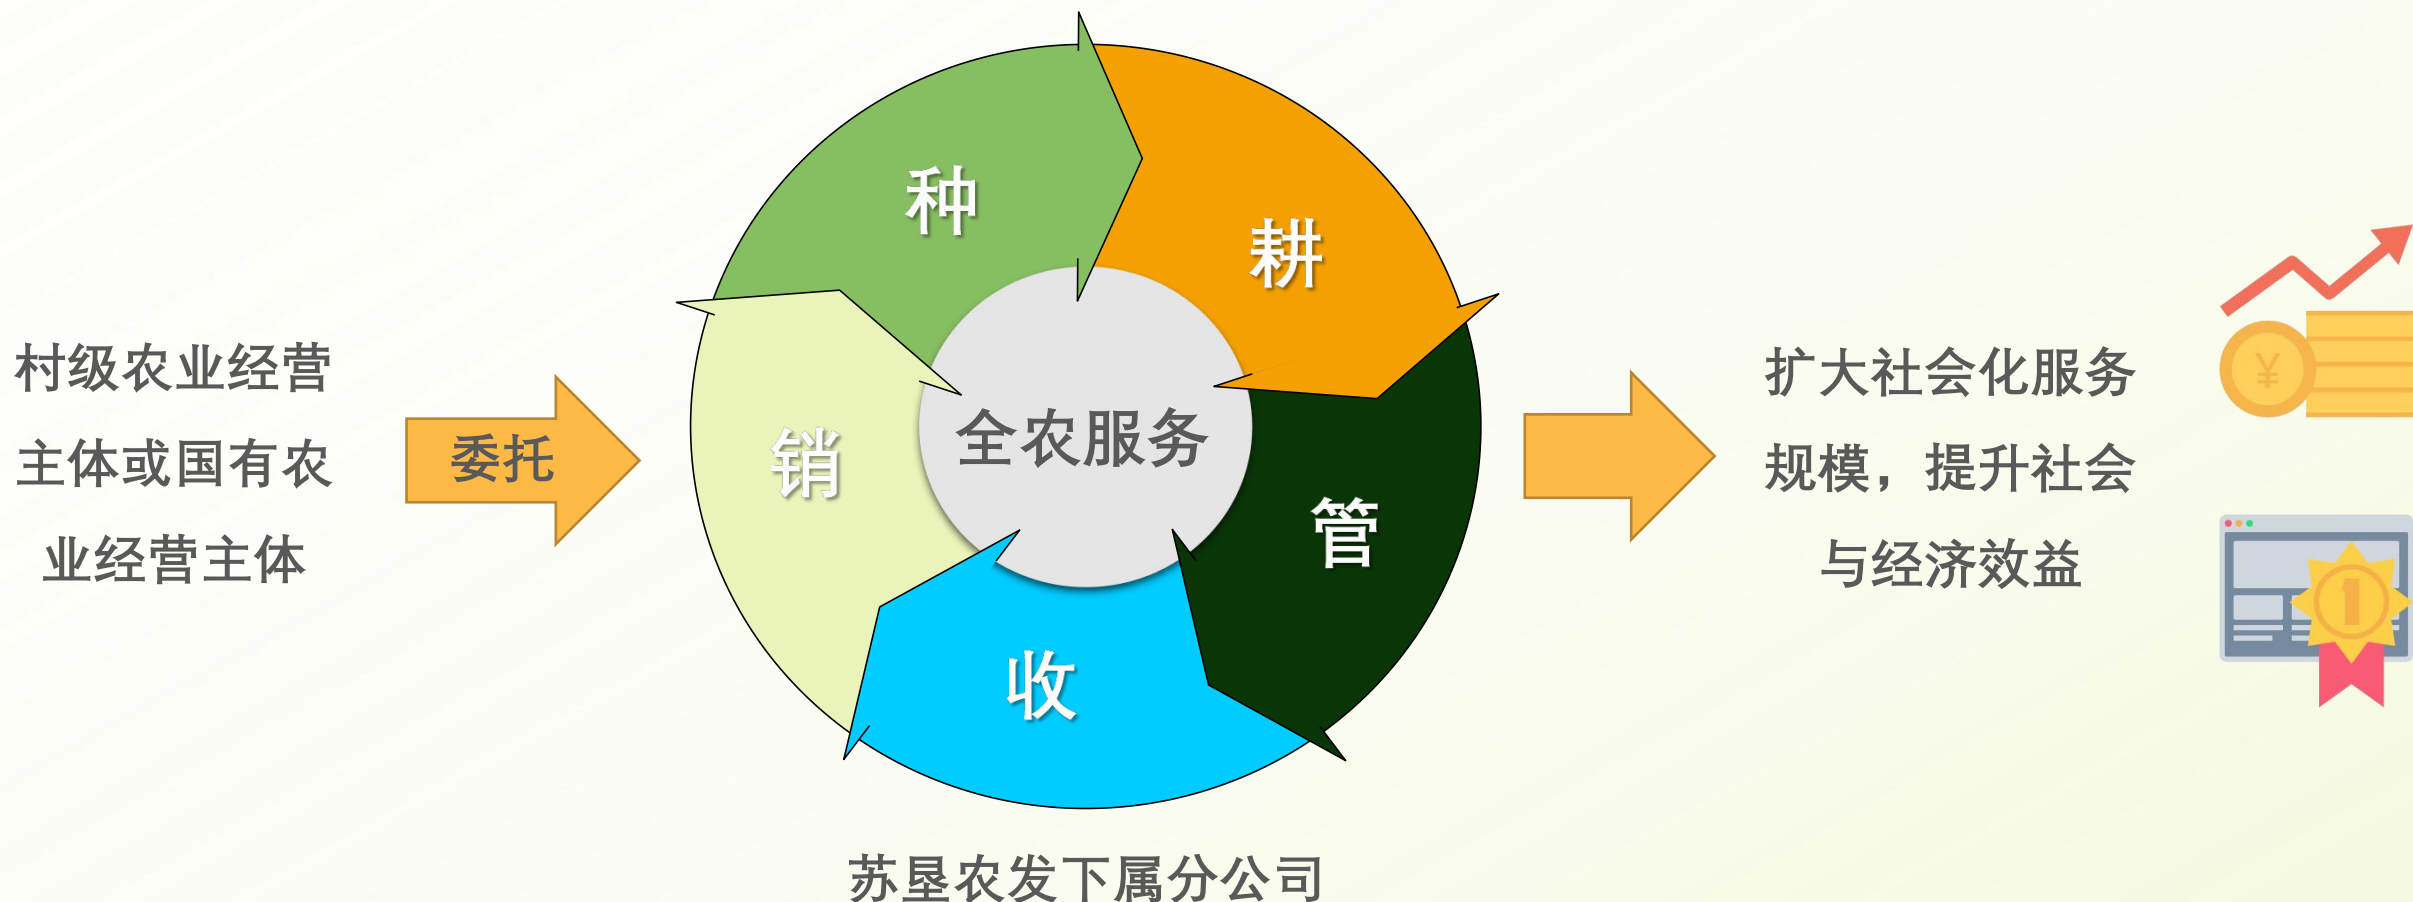 村级农业经营
主体或国有农
业经营主体
委托
种
耕
管
收
销
全农服务
苏垦农发下属分公司
扩大社会化服务
规模，提升社会
与经济效益
¥
1